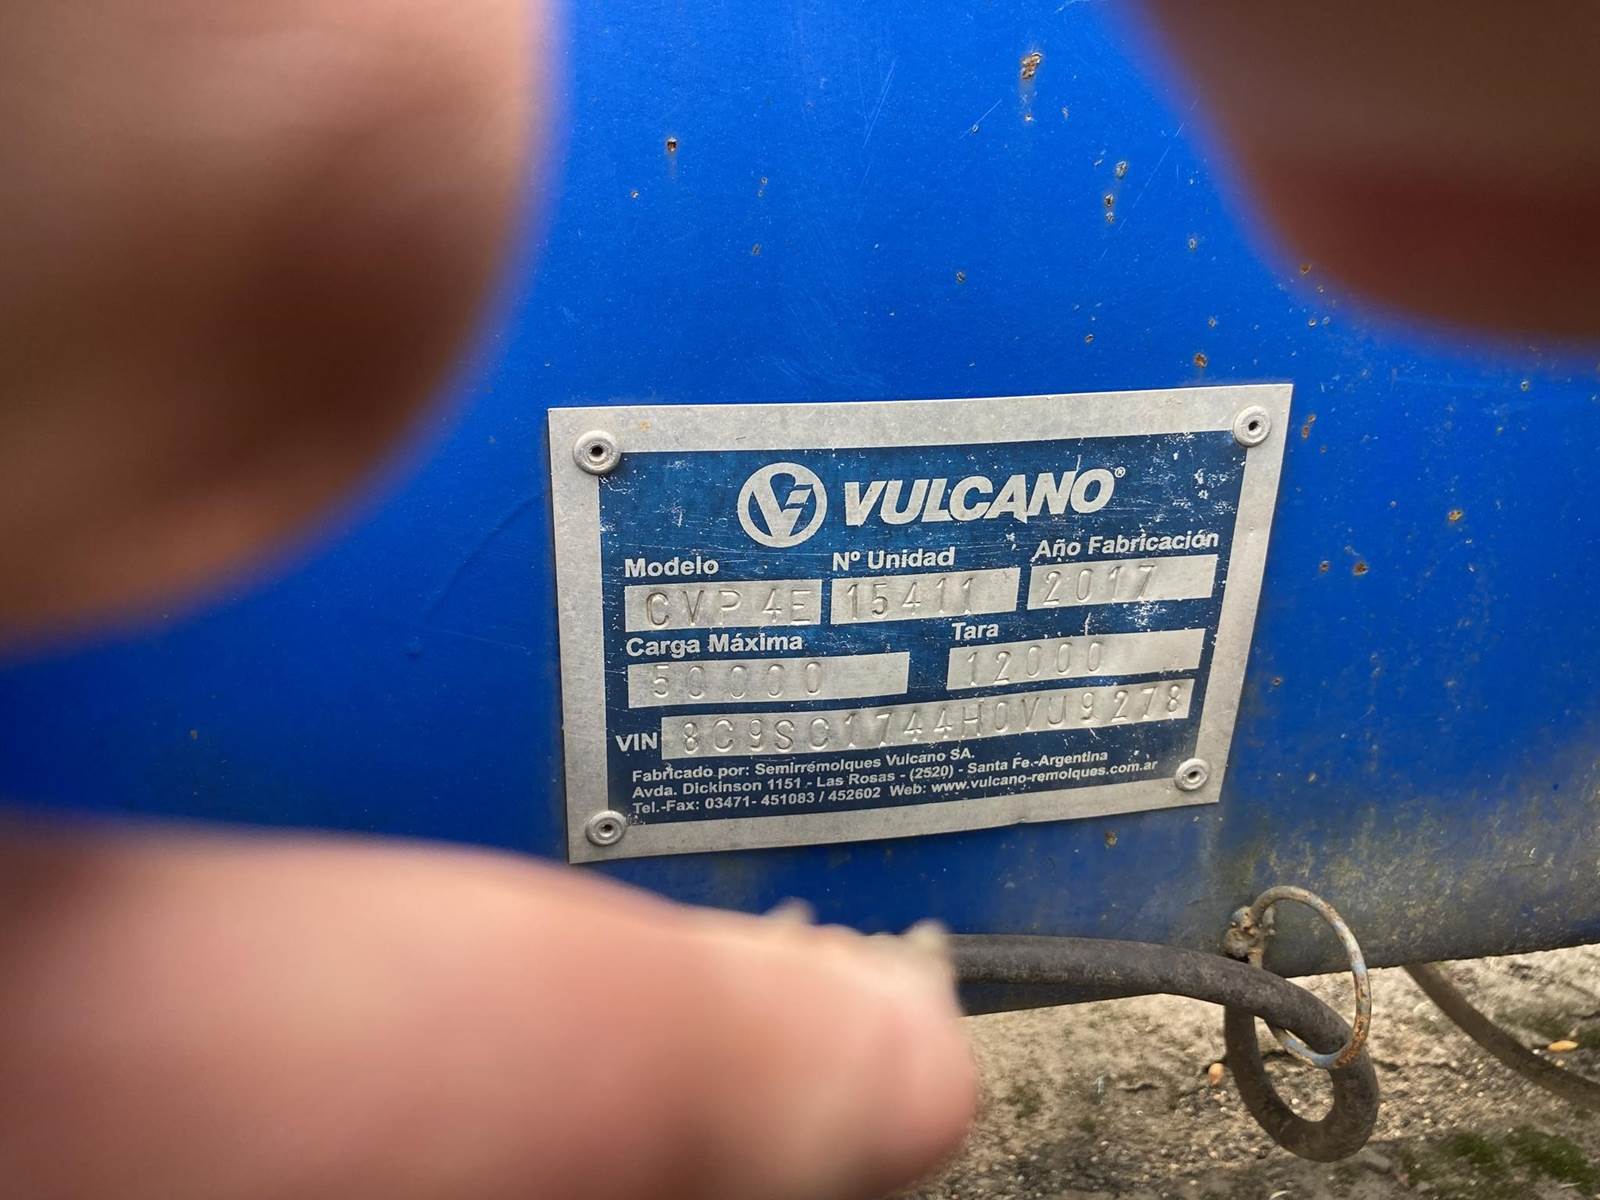 VULCANO®
Modelo Nº Unidad Año Fabricación
CVP 4E 15411 2017
Carga Máxima Tara
50000 12000
VIN 8C9SC1744H0VJ9278
Fabricado por: Semirremolques Vulcano SA.
Avda. Dickinson 1151 - Las Rosas - (2520) - Santa Fe.-Argentina
Tel.-Fax: 03471- 451083 / 452602 Web: www.vulcano-remolques.com.ar